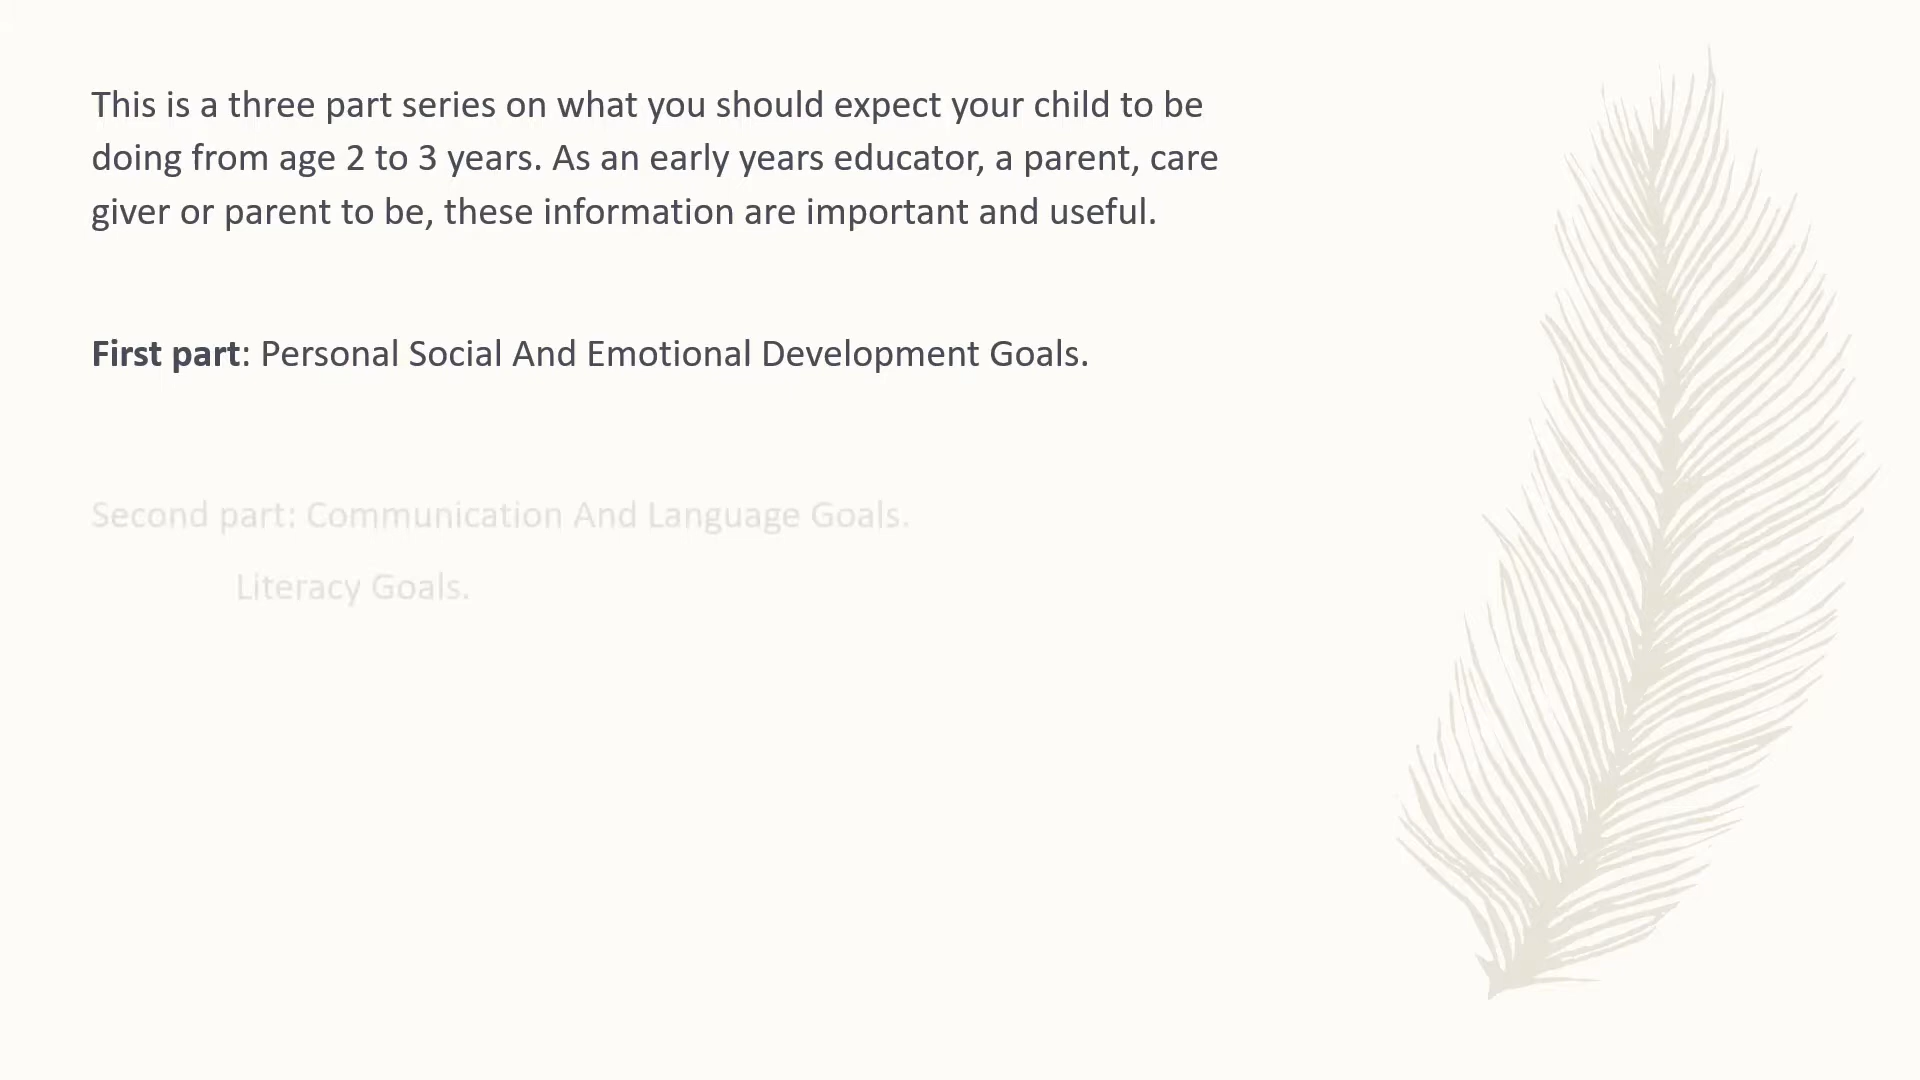 This is a three part series on what you should expect your child to be
doing from age 2 to 3 years. As an early years educator, a parent, care
giver or parent to be, these information are important and useful.
First part: Personal Social And Emotional Development Goals.
Second part: Communication And Language Goals.
Literacy Goals.